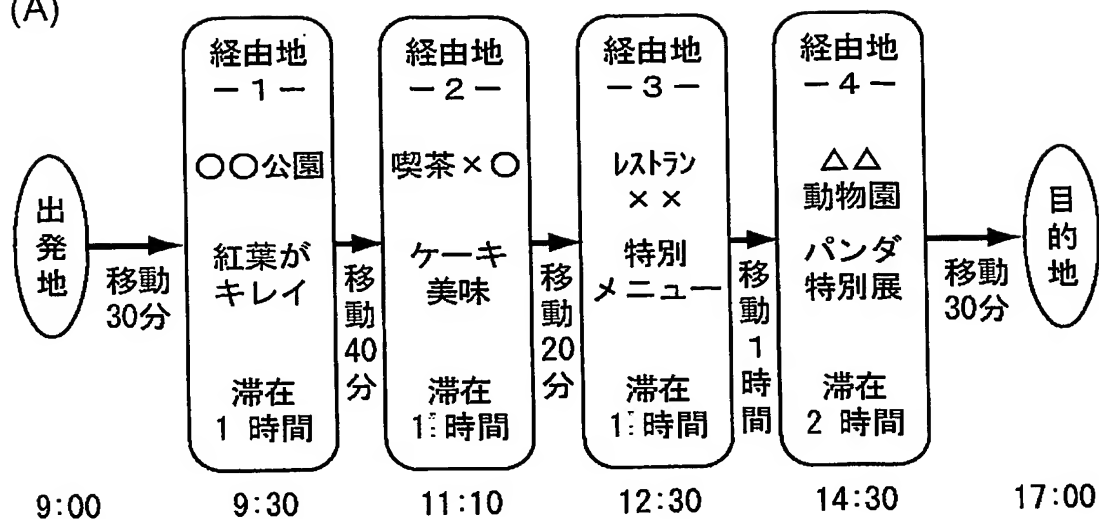 (A)
出発地
移動
30分
経由地
－1－
○○公園
紅葉が
キレイ
滞在
1 時間
移動40分
経由地
－2－
喫茶×○
ケーキ
美味
滞在
1時間
移動20分
経由地
－3－
レストラン
××
特別
メニュー
滞在
1時間
移動1時間
経由地
－4－
△△
動物園
パンダ
特別展
滞在
2 時間
移動
30分
目的地
9:00
9:30
11:10
12:30
14:30
17:00